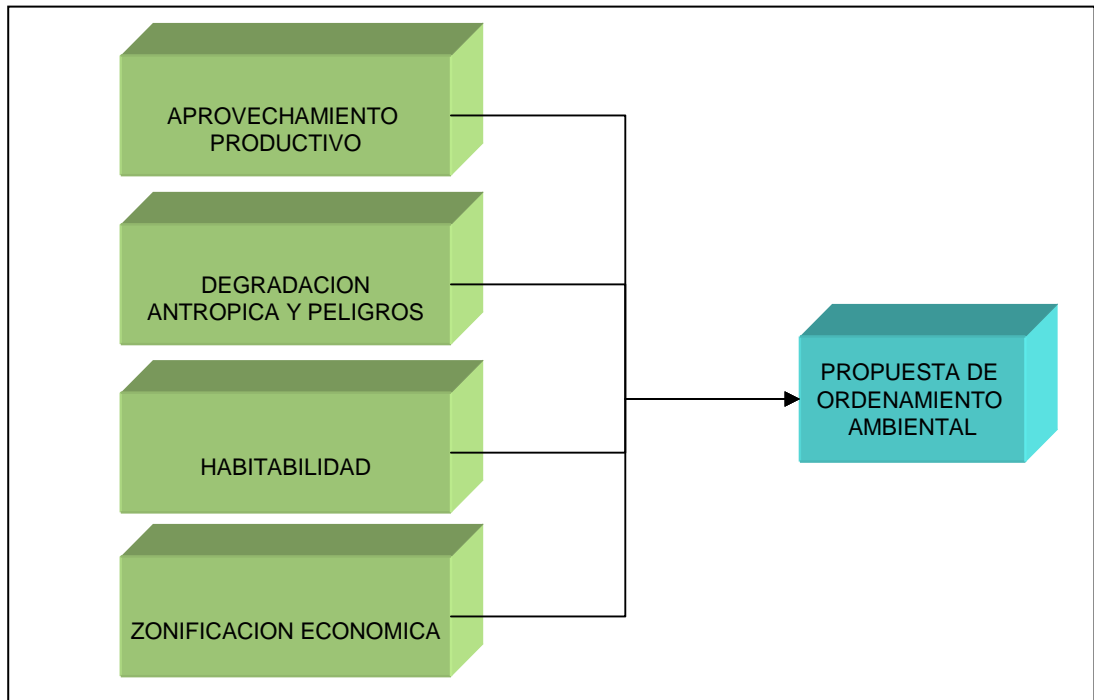 APROVECHAMIENTO
PRODUCTIVO
DEGRADACION
ANTROPICA Y PELIGROS
HABITABILIDAD
ZONIFICACION ECONOMICA
PROPUESTA DE
ORDENAMIENTO
AMBIENTAL